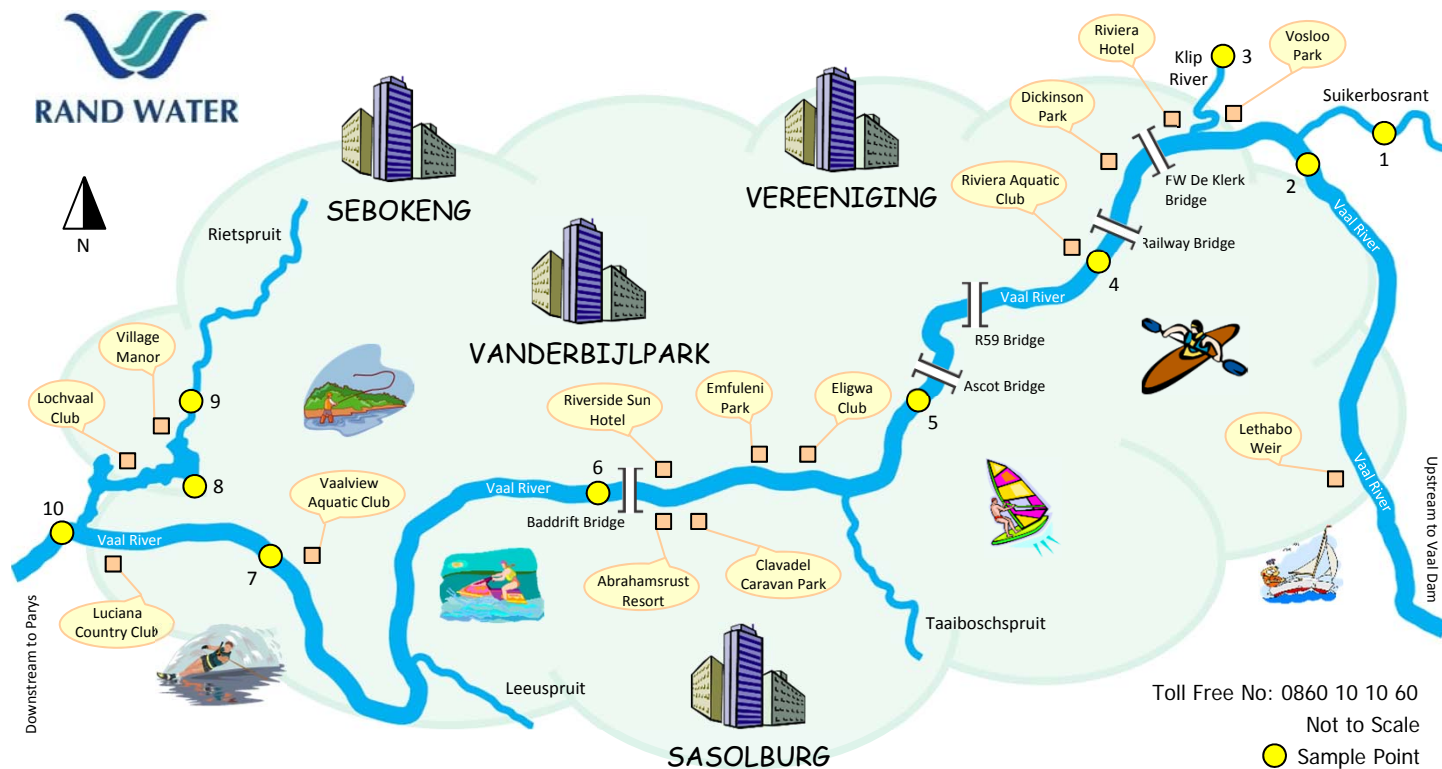 RAND WATER
N
SEBOKENG
VEREENIGING
VANDERBIJLPARK
SASOLBURG
Riviera
Hotel
Klip
River
3
Vosloo
Park
Suikerbosrant
1
2
Dickinson
Park
FW De Klerk
Bridge
Riviera Aquatic
Club
Railway Bridge
4
Vaal River
Vaal River
R59 Bridge
Ascot Bridge
5
Rietspruit
Village
Manor
Lochvaal
Club
9
8
10
Vaal River
Luciana
Country Club
7
Vaalview
Aquatic Club
Vaal River
6
Baddrift Bridge
Riverside Sun
Hotel
Emfuleni
Park
Eligwa
Club
Abrahamsrust
Resort
Clavadel
Caravan Park
Taaiboschspruit
Leeuspruit
Lethabo
Weir
Vaal River
Upstream to Vaal Dam
Downstream to Parys
Toll Free No: 0860 10 10 60
Not to Scale
Sample Point